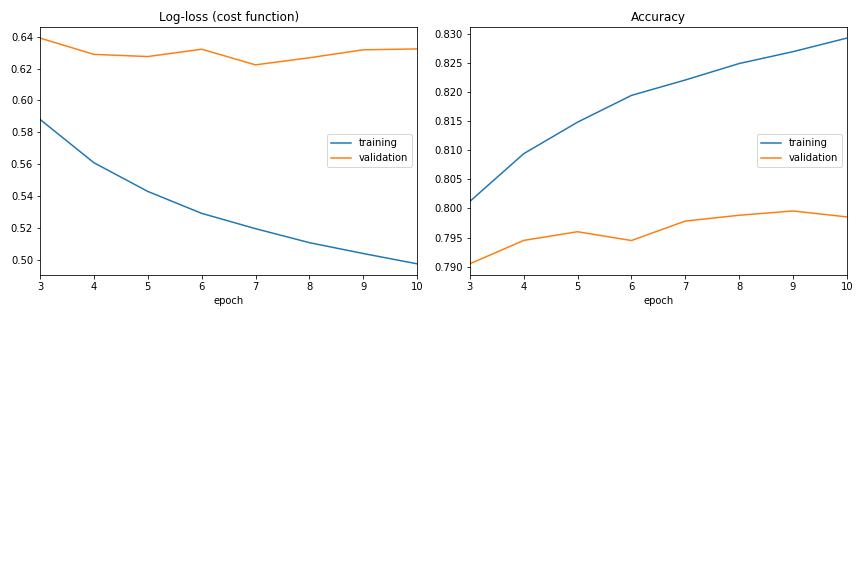 Log-loss (cost function)
0.64
0.62
0.60
0.58
0.56
0.54
0.52
0.50
training
validation
3 4 5 6 7 8 9 10
epoch
Accuracy
0.830
0.825
0.820
0.815
0.810
0.805
0.800
0.795
0.790
training
validation
3 4 5 6 7 8 9 10
epoch